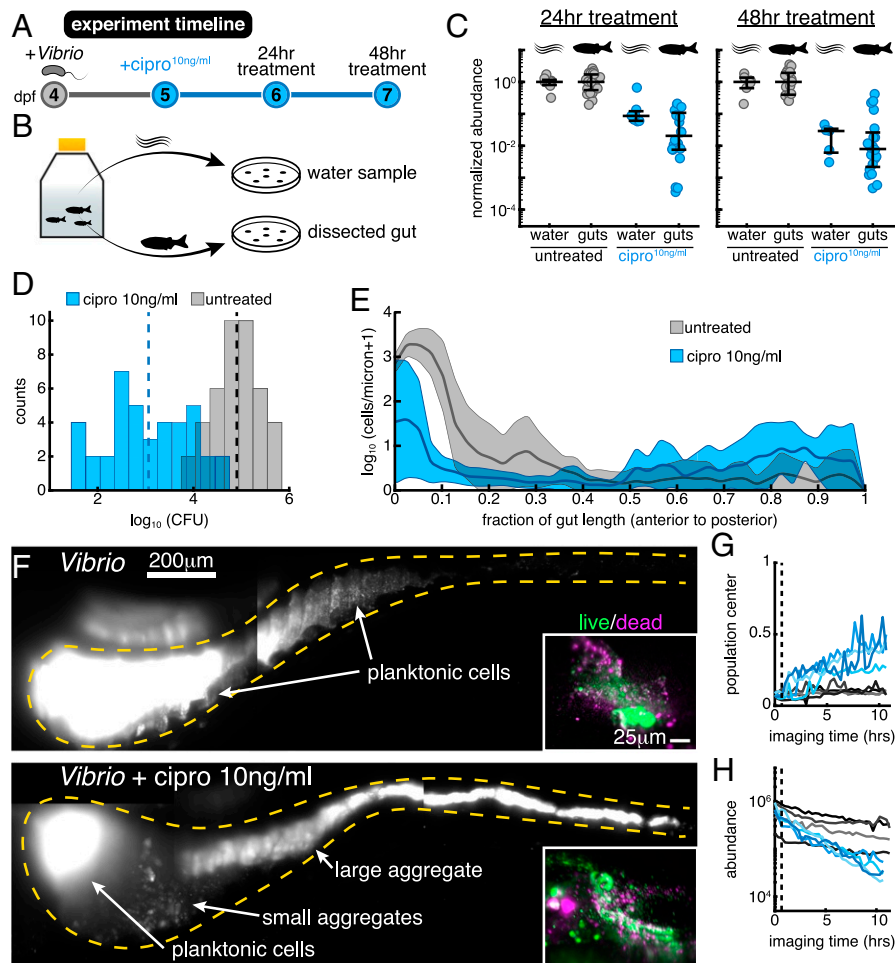 A
experiment timeline
+Vibrio
+cipro10ng/ml
24hr
treatment
48hr
treatment
dpf
4
5
6
7
B
water sample
dissected gut
C
24hr treatment
48hr treatment
normalized abundance
10^0
10^-2
10^-4
water guts water guts
untreated cipro10ng/ml
water guts water guts
untreated cipro10ng/ml
D
cipro 10ng/ml untreated
counts
10
8
6
4
2
0
2 4 6
log10 (CFU)
E
untreated
cipro 10ng/ml
log10 (cells/micron+1)
4
3
2
1
0
0 0.1 0.2 0.3 0.4 0.5 0.6 0.7 0.8 0.9 1
fraction of gut length (anterior to posterior)
F
Vibrio
200μm
planktonic cells
live/dead
25μm
Vibrio + cipro 10ng/ml
large aggregate
small aggregates
planktonic cells
G
population center
1
0.5
0
0 5 10
imaging time (hrs)
H
abundance
10^6
10^4
0 5 10
imaging time (hrs)